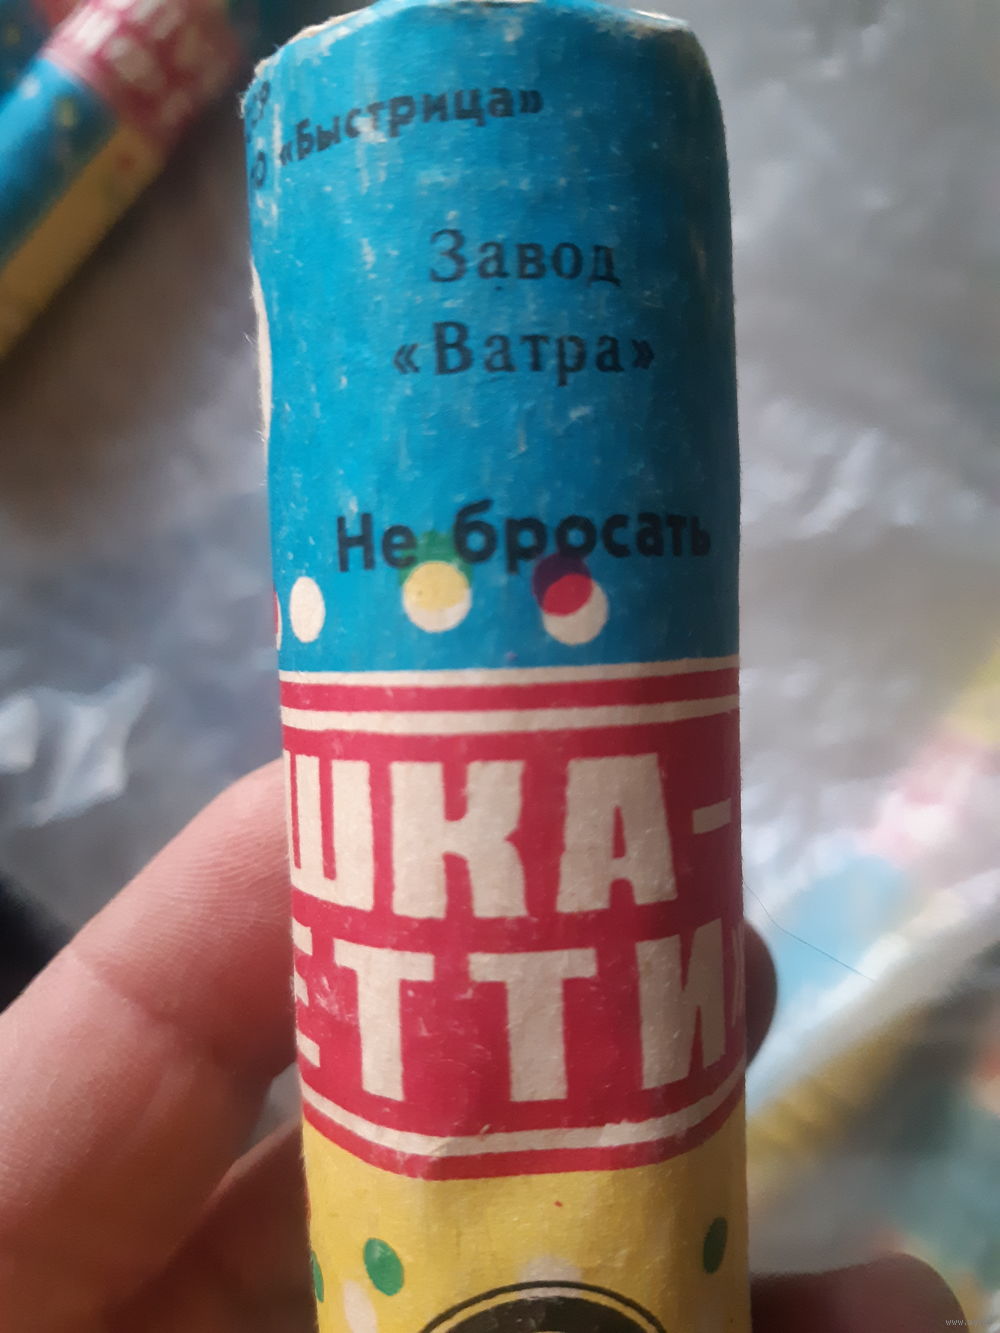 «Быстрица»
Завод
«Ватра»
Не бросать
ШКА-
ЕТТИ